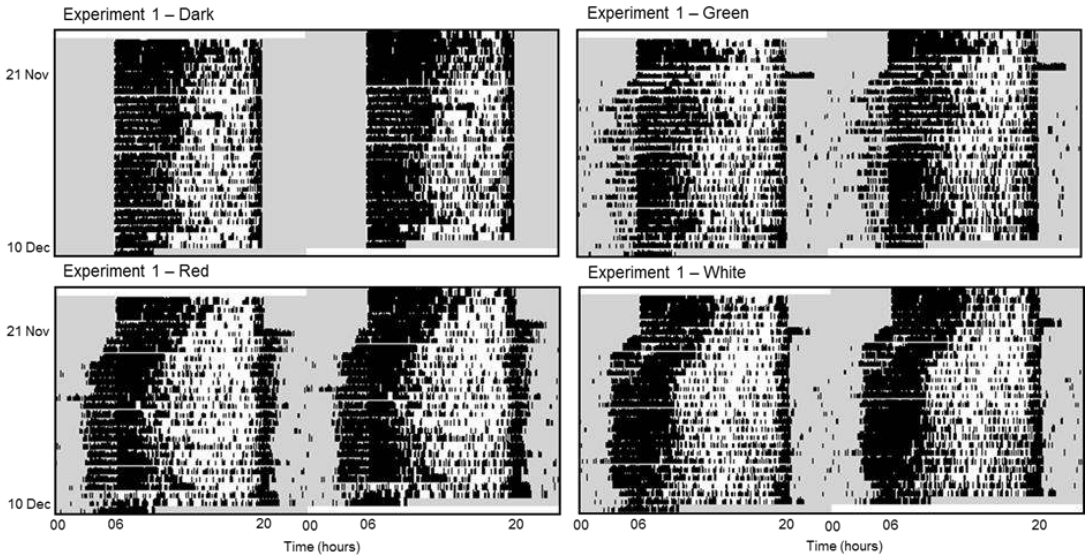 Experiment 1 – Dark
Experiment 1 – Green
21 Nov
10 Dec
Experiment 1 – Red
Experiment 1 – White
21 Nov
10 Dec
00 06 20 00 06 20 00 06 20 00 06 20
Time (hours) Time (hours)